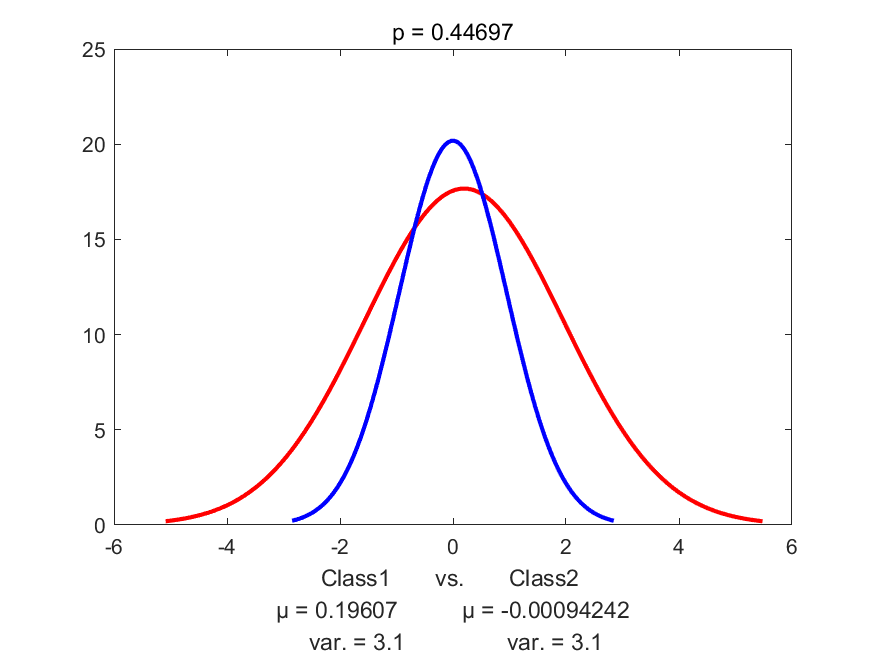 p = 0.44697
25
20
15
10
5
0
-6 -4 -2 0 2 4 6
Class1 vs. Class2
μ = 0.19607 μ = -0.00094242
var. = 3.1 var. = 3.1